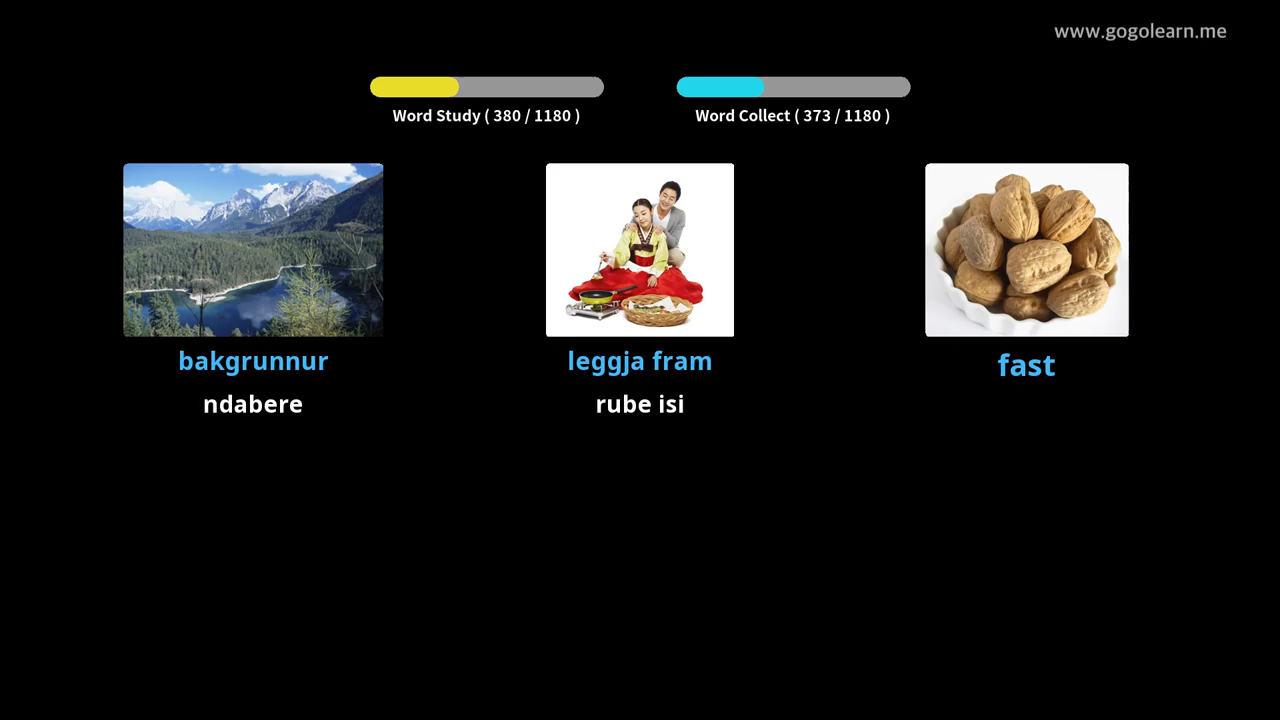 www.gogolearn.me
Word Study ( 380 / 1180 )
Word Collect ( 373 / 1180 )
bakgrunnur
ndabere
leggja fram
rube isi
fast